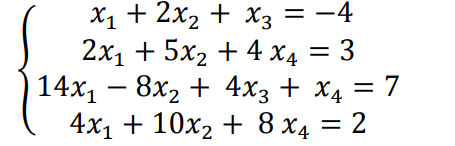 x₁ + 2x₂ + x₃ = −4
2x₁ + 5x₂ + 4 x₄ = 3
14x₁ − 8x₂ + 4x₃ + x₄ = 7
4x₁ + 10x₂ + 8 x₄ = 2